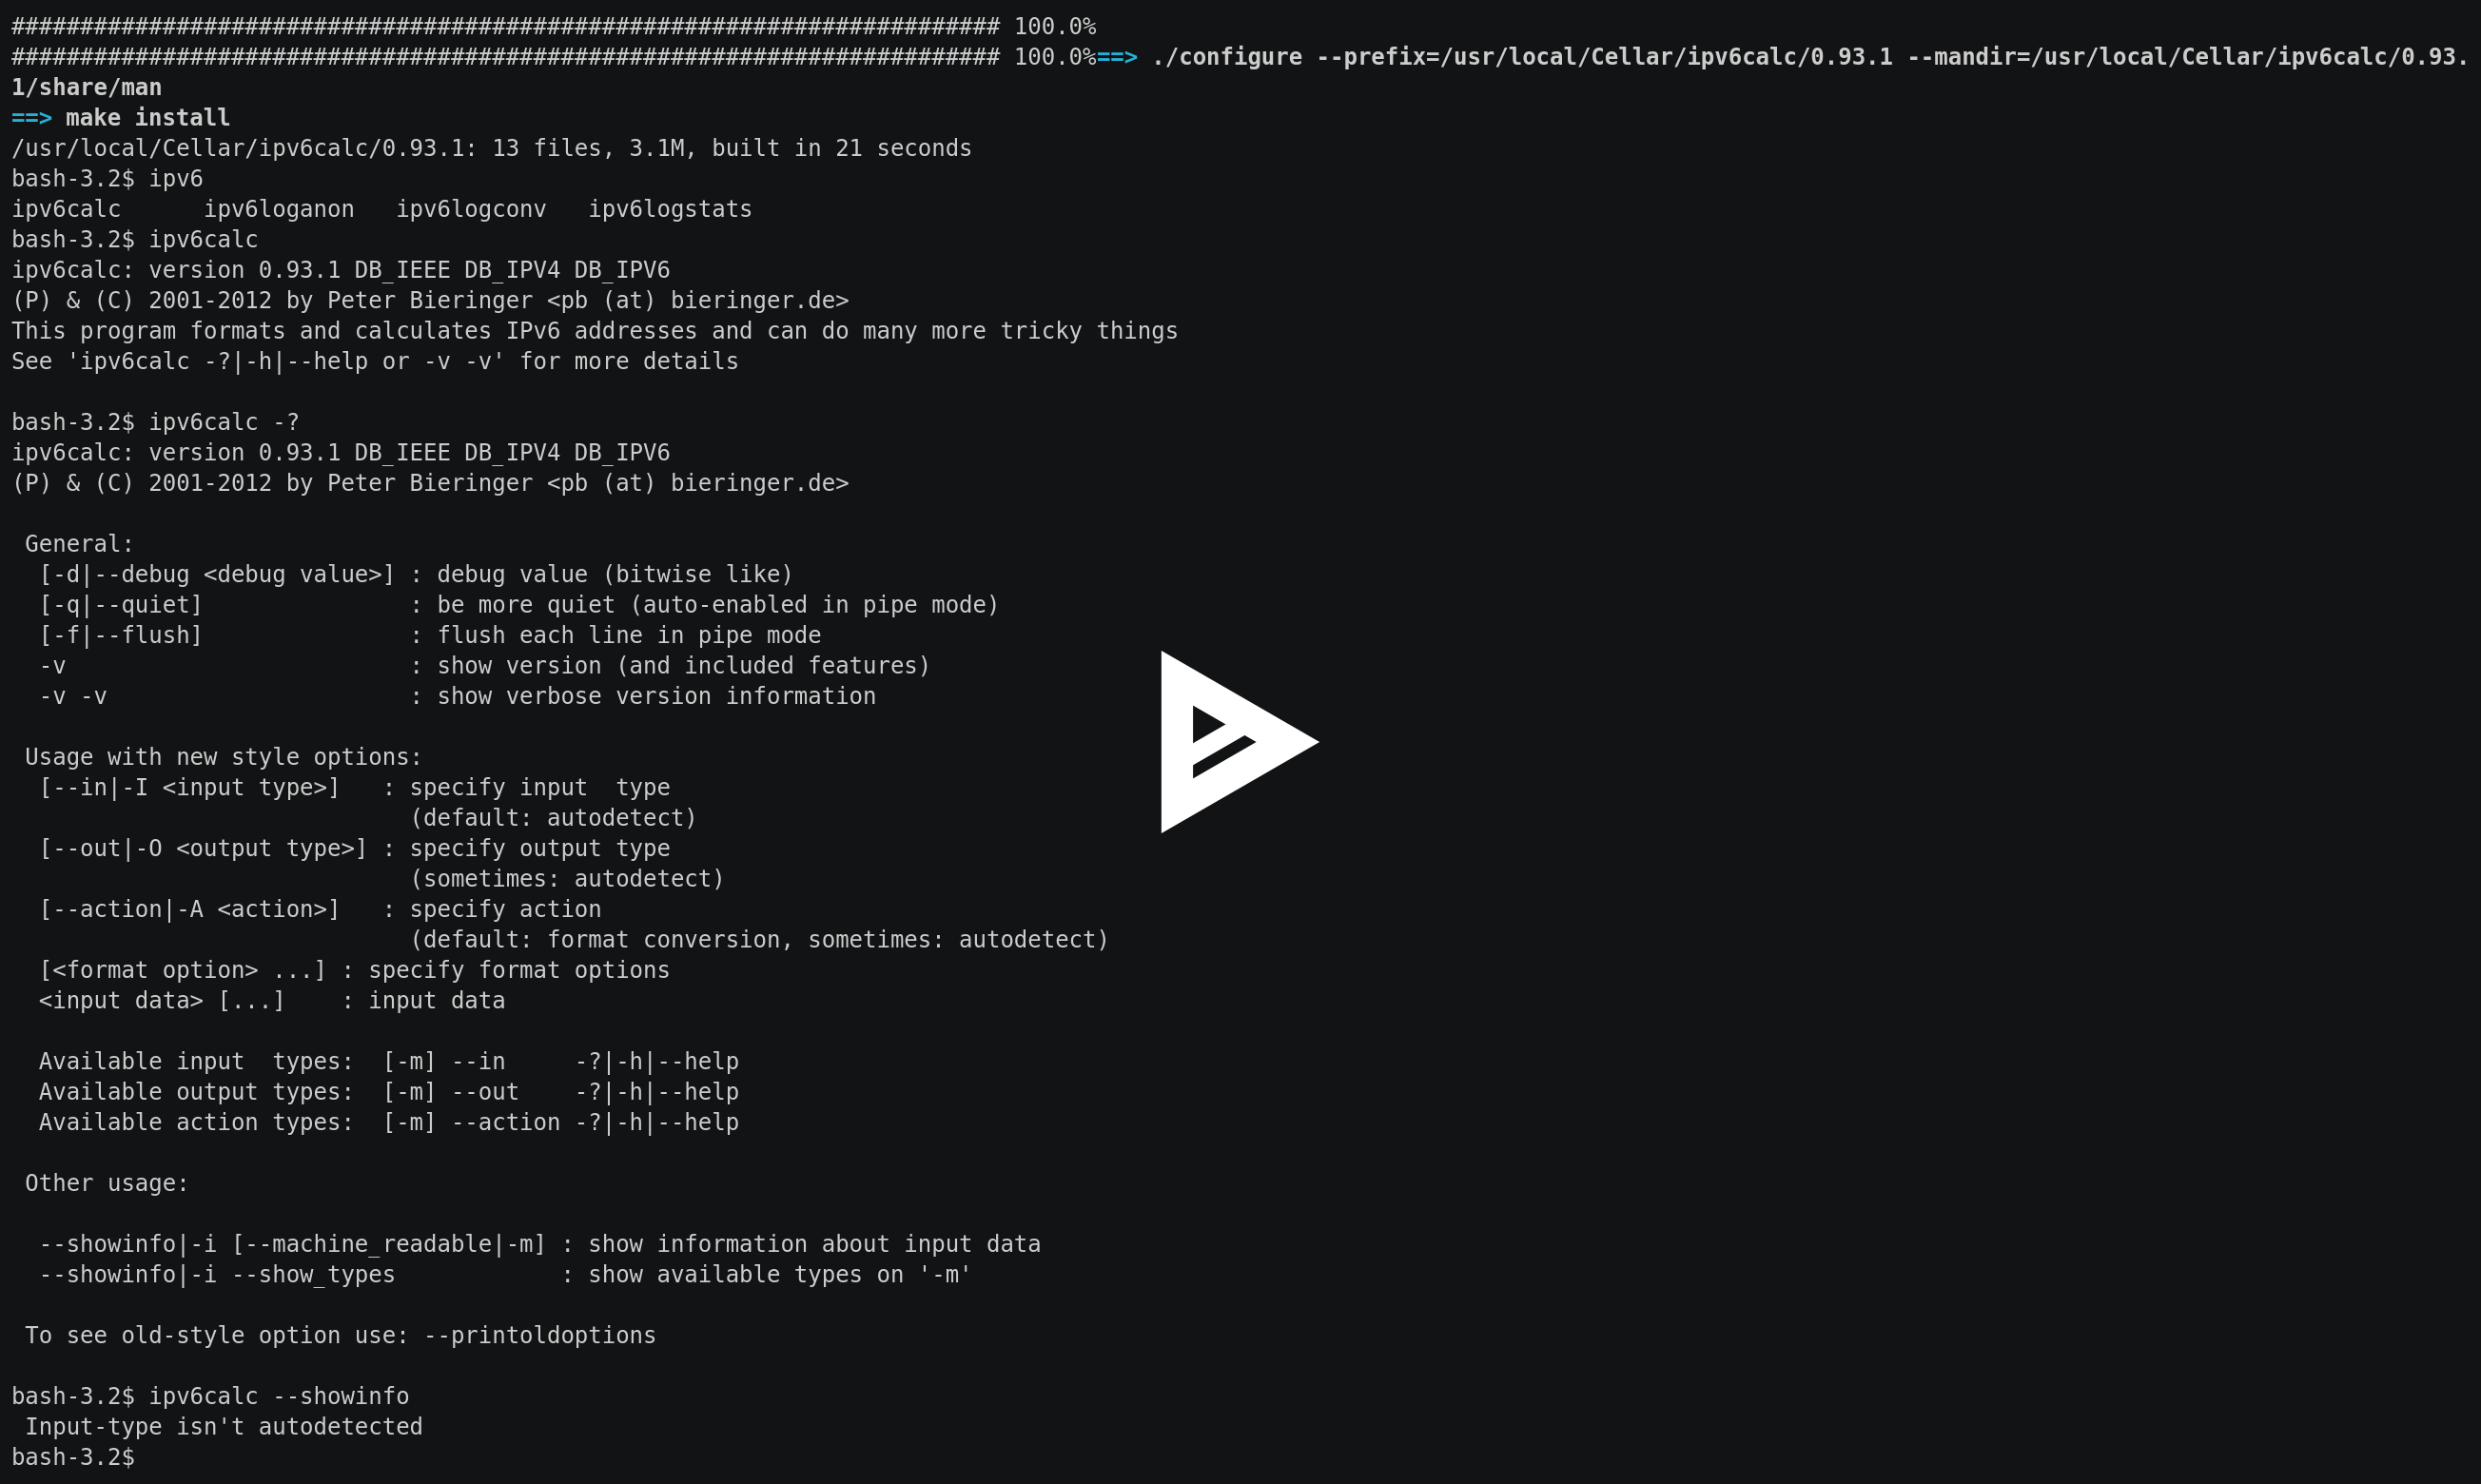 ######################################################################## 100.0%
######################################################################## 100.0%==> ./configure --prefix=/usr/local/Cellar/ipv6calc/0.93.1 --mandir=/usr/local/Cellar/ipv6calc/0.93.
1/share/man
==> make install
/usr/local/Cellar/ipv6calc/0.93.1: 13 files, 3.1M, built in 21 seconds
bash-3.2$ ipv6
ipv6calc      ipv6loganon   ipv6logconv   ipv6logstats
bash-3.2$ ipv6calc
ipv6calc: version 0.93.1 DB_IEEE DB_IPV4 DB_IPV6
(P) & (C) 2001-2012 by Peter Bieringer <pb (at) bieringer.de>
This program formats and calculates IPv6 addresses and can do many more tricky things
See 'ipv6calc -?|-h|--help or -v -v' for more details

bash-3.2$ ipv6calc -?
ipv6calc: version 0.93.1 DB_IEEE DB_IPV4 DB_IPV6
(P) & (C) 2001-2012 by Peter Bieringer <pb (at) bieringer.de>

 General:
  [-d|--debug <debug value>] : debug value (bitwise like)
  [-q|--quiet]               : be more quiet (auto-enabled in pipe mode)
  [-f|--flush]               : flush each line in pipe mode
  -v                         : show version (and included features)
  -v -v                      : show verbose version information

 Usage with new style options:
  [--in|-I <input type>]   : specify input  type
                             (default: autodetect)
  [--out|-O <output type>] : specify output type
                             (sometimes: autodetect)
  [--action|-A <action>]   : specify action
                             (default: format conversion, sometimes: autodetect)
  [<format option> ...] : specify format options
  <input data> [...]    : input data

  Available input  types:  [-m] --in     -?|-h|--help
  Available output types:  [-m] --out    -?|-h|--help
  Available action types:  [-m] --action -?|-h|--help

 Other usage:

  --showinfo|-i [--machine_readable|-m] : show information about input data
  --showinfo|-i --show_types            : show available types on '-m'

 To see old-style option use: --printoldoptions

bash-3.2$ ipv6calc --showinfo
 Input-type isn't autodetected
bash-3.2$